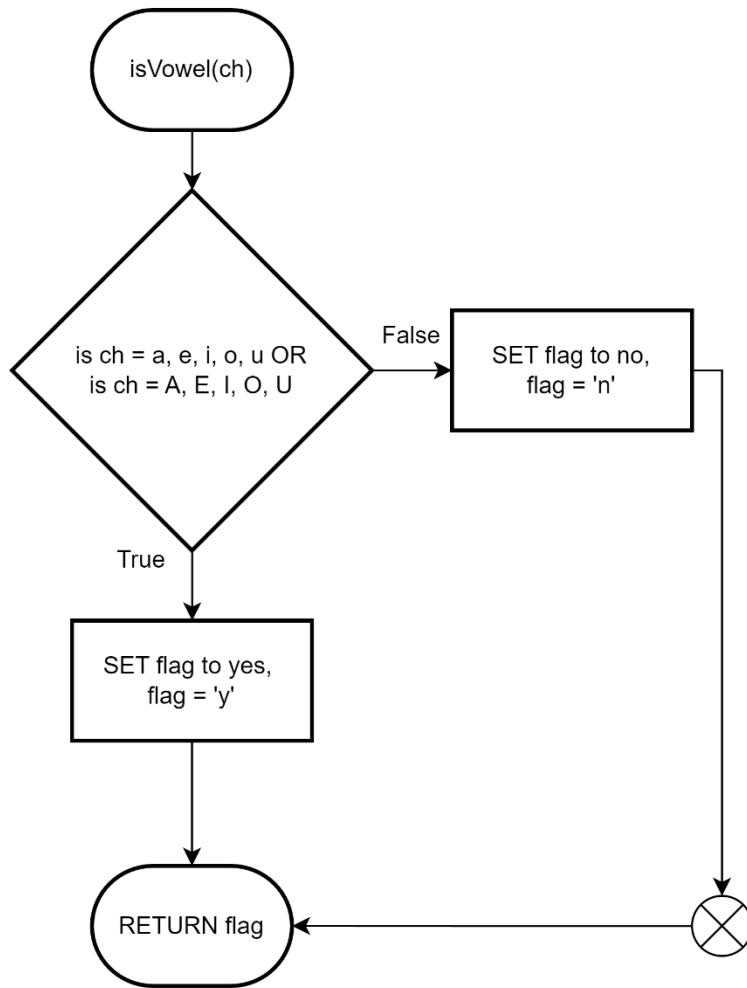 isVowel(ch)
is ch = a, e, i, o, u OR
is ch = A, E, I, O, U
False
SET flag to no,
flag = 'n'
True
SET flag to yes,
flag = 'y'
RETURN flag